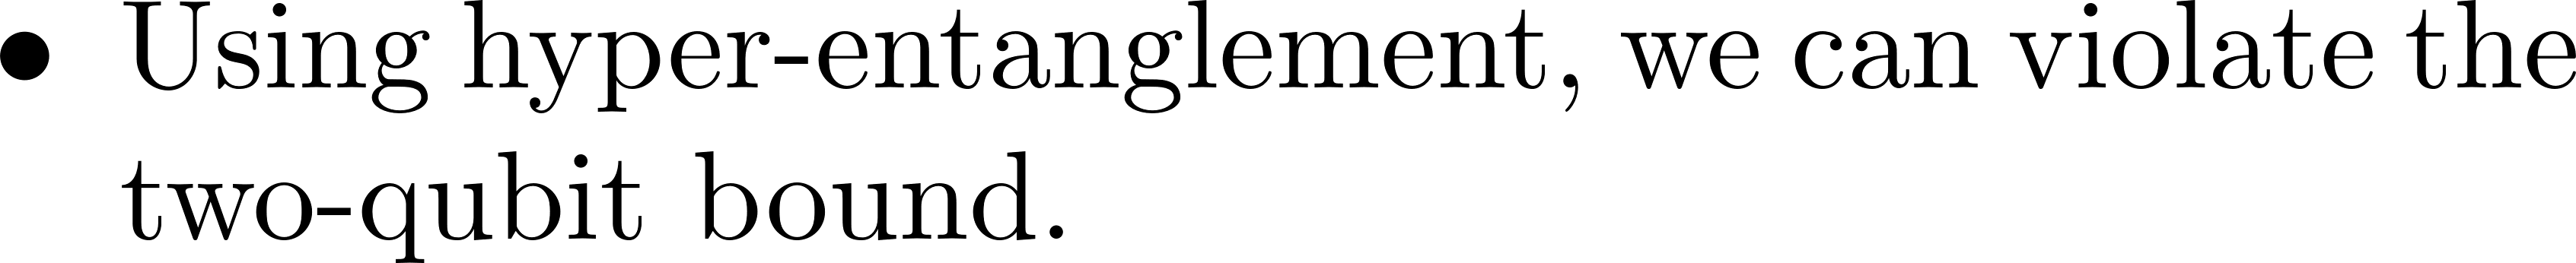 • Using hyper-entanglement, we can violate the
two-qubit bound.